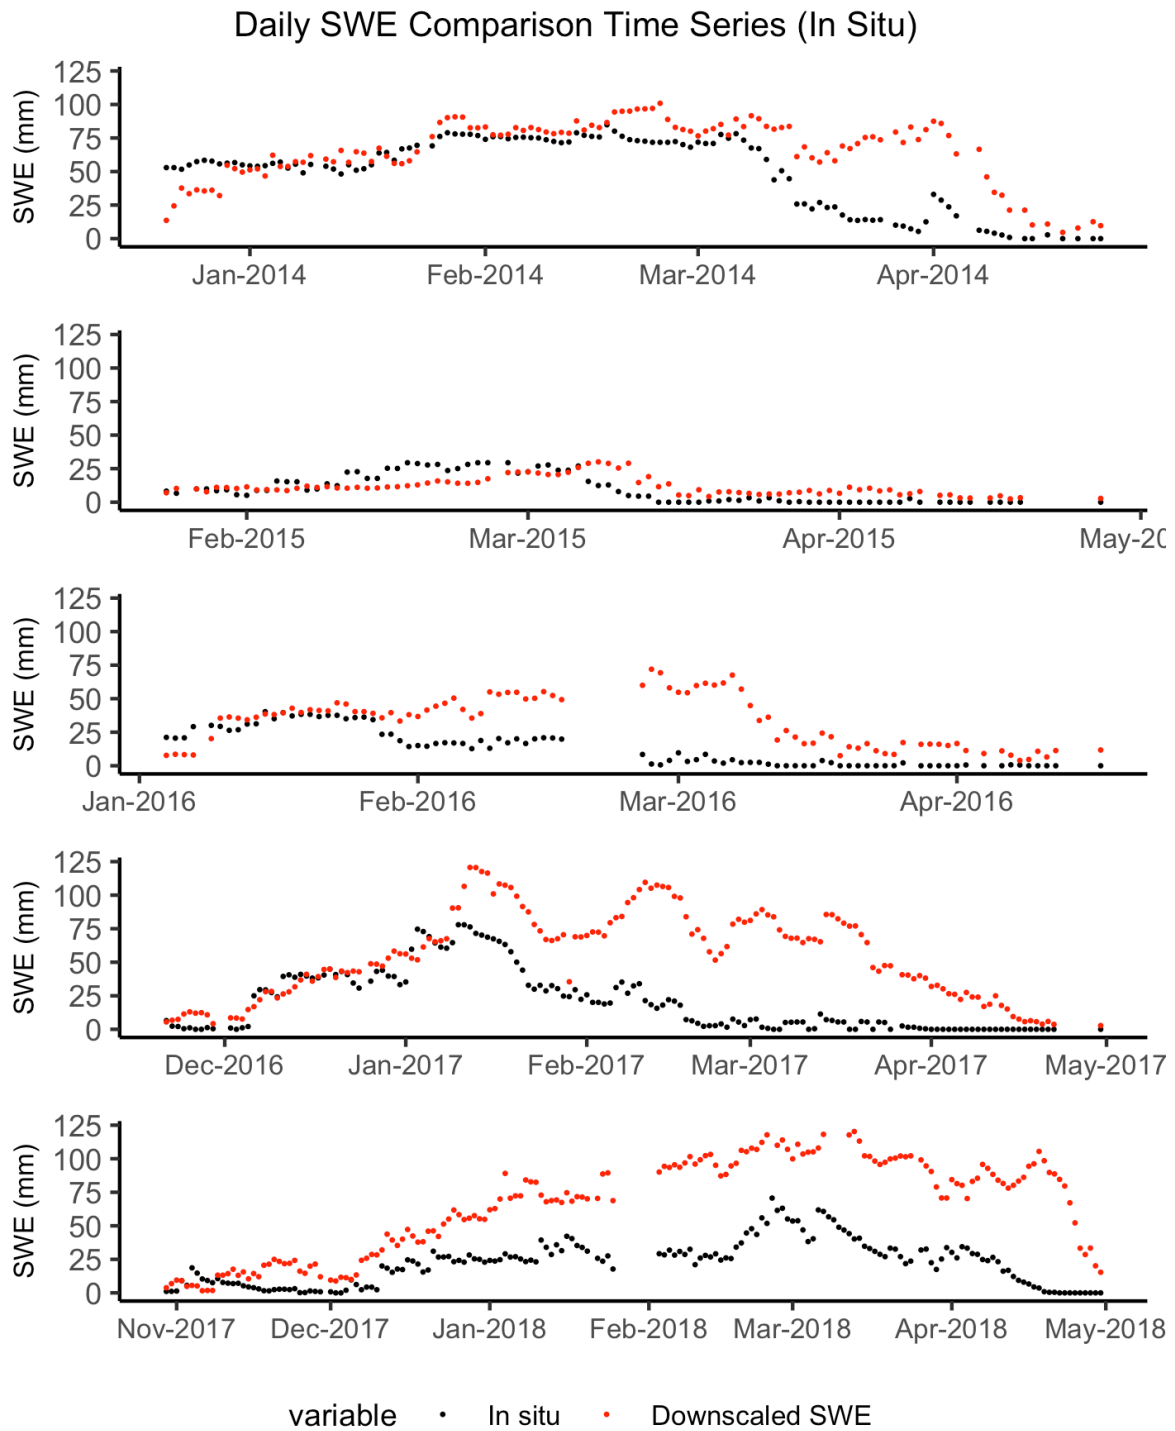 Daily SWE Comparison Time Series (In Situ)
SWE (mm)
125
100
75
50
25
0
Jan-2014 Feb-2014 Mar-2014 Apr-2014
SWE (mm)
125
100
75
50
25
0
Feb-2015 Mar-2015 Apr-2015 May-20
SWE (mm)
125
100
75
50
25
0
Jan-2016 Feb-2016 Mar-2016 Apr-2016
SWE (mm)
125
100
75
50
25
0
Dec-2016 Jan-2017 Feb-2017 Mar-2017 Apr-2017 May-2017
SWE (mm)
125
100
75
50
25
0
Nov-2017 Dec-2017 Jan-2018 Feb-2018 Mar-2018 Apr-2018 May-2018
variable In situ Downscaled SWE